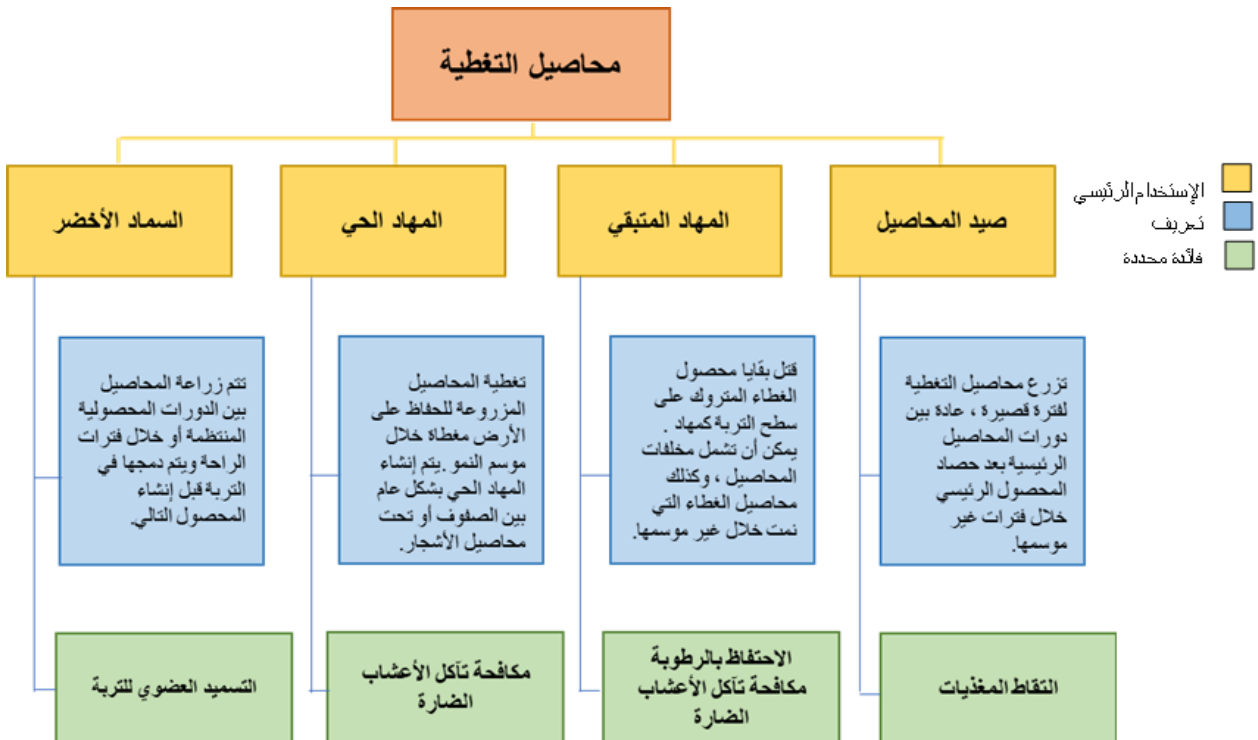 محاصيل التغطية
صيد المحاصيل
المهاد المتبقي
المهاد الحي
السماد الأخضر
الإستخدام الرئيسي
تعريف
فائدة محددة
تزرع محاصيل التغطية
لفترة قصيرة ، عادة بين
دورات المحاصيل
الرئيسية بعد حصاد
المحصول الرئيسي
خلال فترات غير
موسمها.
قتل بقايا محصول
الغطاء المتروك على
سطح التربة كمهاد .
يمكن أن تشمل مخلفات
المحاصيل ، وكذلك
محاصيل الغطاء التي
نمت خلال غير موسمها.
تغطية المحاصيل
المزروعة للحفاظ على
الأرض مغطاة خلال
موسم النمو .يتم إنشاء
المهاد الحي بشكل عام
بين الصفوف أو تحت
محاصيل الأشجار.
تتم زراعة المحاصيل
بين الدورات المحصولية
المنتظمة أو خلال فترات
الراحة ويتم دمجها في
التربة قبل إنشاء
المحصول التالي.
التقاط المغذيات
الاحتفاظ بالرطوبة
مكافحة تآكل الأعشاب
الضارة
مكافحة تآكل الأعشاب
الضارة
التسميد العضوي للتربة